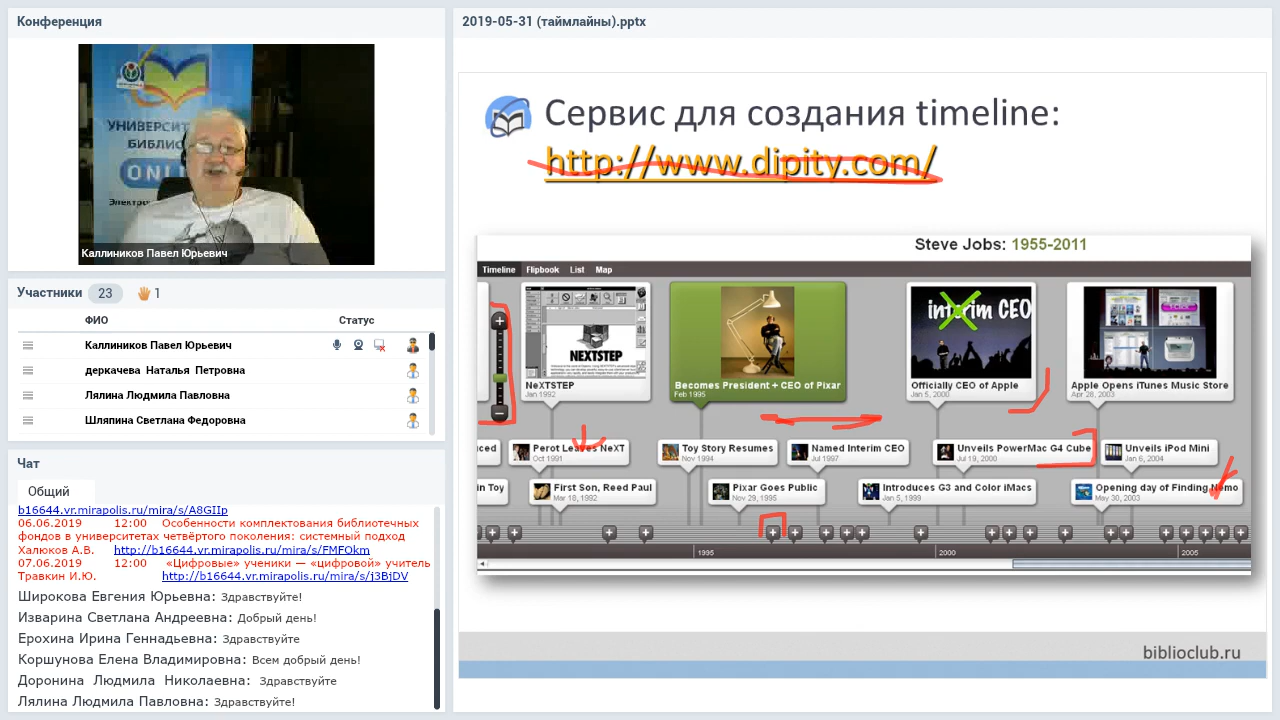 Конференция
УНИВЕРСИТ
БИБЛИО
ONLI
Электро
Каллиников Павел Юрьевич
Участники 23 1
ФИО Статус
Каллиников Павел Юрьевич
деркачева Наталья Петровна
Лялина Людмила Павловна
Шляпина Светлана Федоровна
Чат
Общий
b16644.vr.mirapolis.ru/mira/s/A8GIIp
06.06.2019 12:00 Особенности комплектования библиотечных
фондов в университетах четвёртого поколения: системный подход
Халюков А.В. http://b16644.vr.mirapolis.ru/mira/s/FMFOkm
07.06.2019 12:00 «Цифровые» ученики — «цифровой» учитель
Травкин И.Ю. http://b16644.vr.mirapolis.ru/mira/s/j3BjDV
Широкова Евгения Юрьевна: Здравствуйте!
Изварина Светлана Андреевна: Добрый день!
Ерохина Ирина Геннадьевна: Здравствуйте
Коршунова Елена Владимировна: Всем добрый день!
Доронина Людмила Николаевна: Здравствуйте
Лялина Людмила Павловна: Здравствуйте!
2019-05-31 (таймлайны).pptx
Сервис для создания timeline:
http://www.dipity.com/
Steve Jobs: 1955-2011
Timeline Flipbook List Map
NEXTSTEP
interim CEO
NeXTSTEP
Jan 1992
Becomes President + CEO of Pixar
Feb 1995
Officially CEO of Apple
Jan 5, 2000
Apple Opens iTunes Music Store
Apr 28, 2003
uced
Perot Leaves NeXT
Oct 1991
Toy Story Resumes
Nov 1994
Named Interim CEO
Jul 1997
Unveils PowerMac G4 Cube
Jul 19, 2000
Unveils iPod Mini
Jan 6, 2004
in Toy
First Son, Reed Paul
Mar 18, 1992
Pixar Goes Public
Nov 29, 1995
Introduces G3 and Color iMacs
Jan 5, 1999
Opening day of Finding Nemo
May 30, 2003
1995 2000 2005
biblioclub.ru